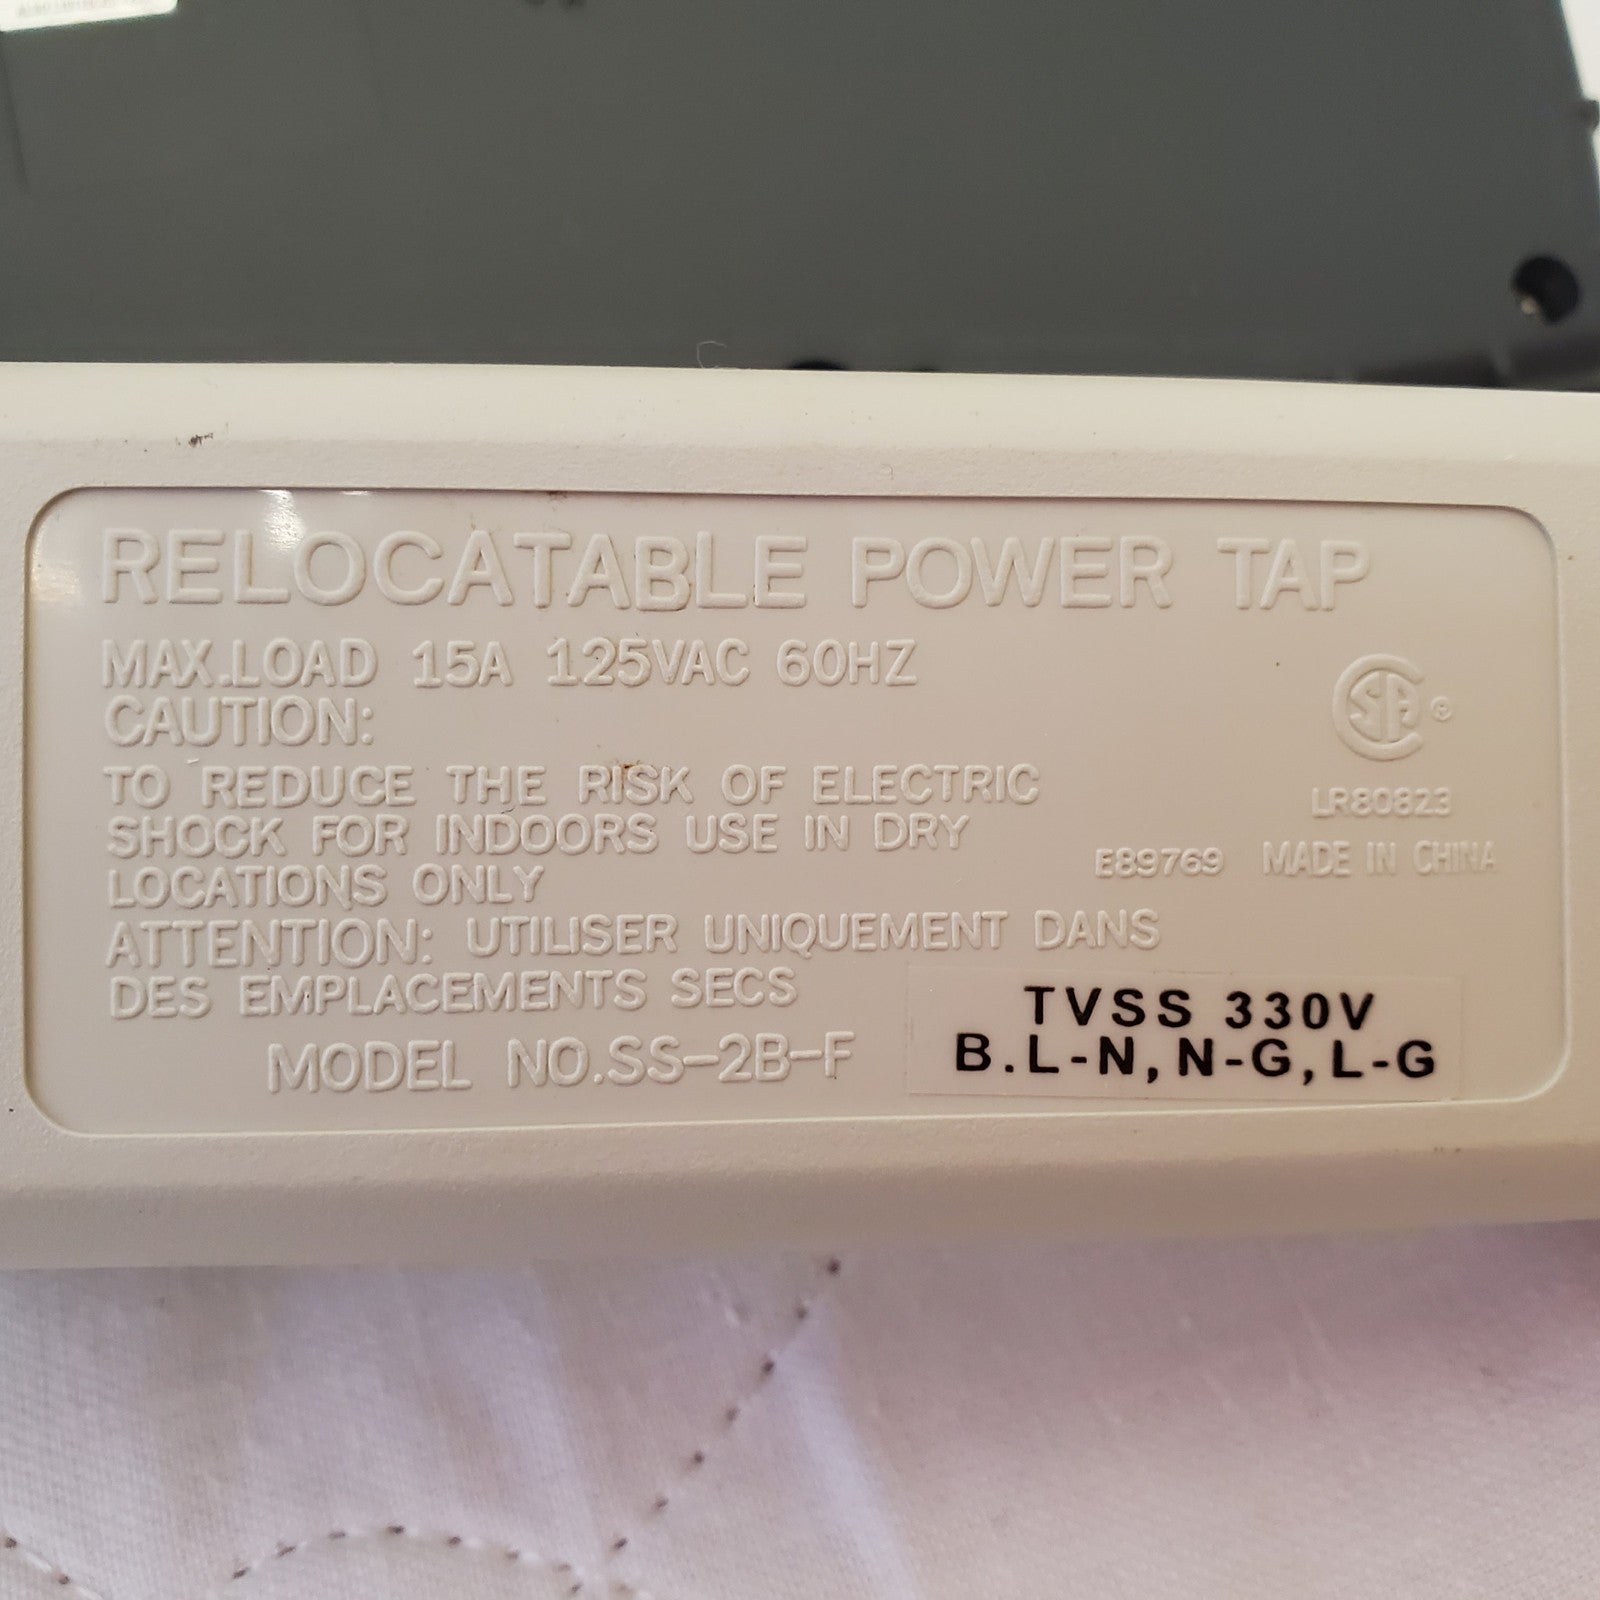 RELOCATABLE POWER TAP
MAX.LOAD 15A 125VAC 60HZ
CAUTION:
TO REDUCE THE RISK OF ELECTRIC
SHOCK FOR INDOORS USE IN DRY
LOCATIONS ONLY
ATTENTION: UTILISER UNIQUEMENT DANS
DES EMPLACEMENTS SECS
MODEL NO.SS-2B-F
SA ®
LR80823
E89769 MADE IN CHINA
TVSS 330V
B.L-N,N-G,L-G